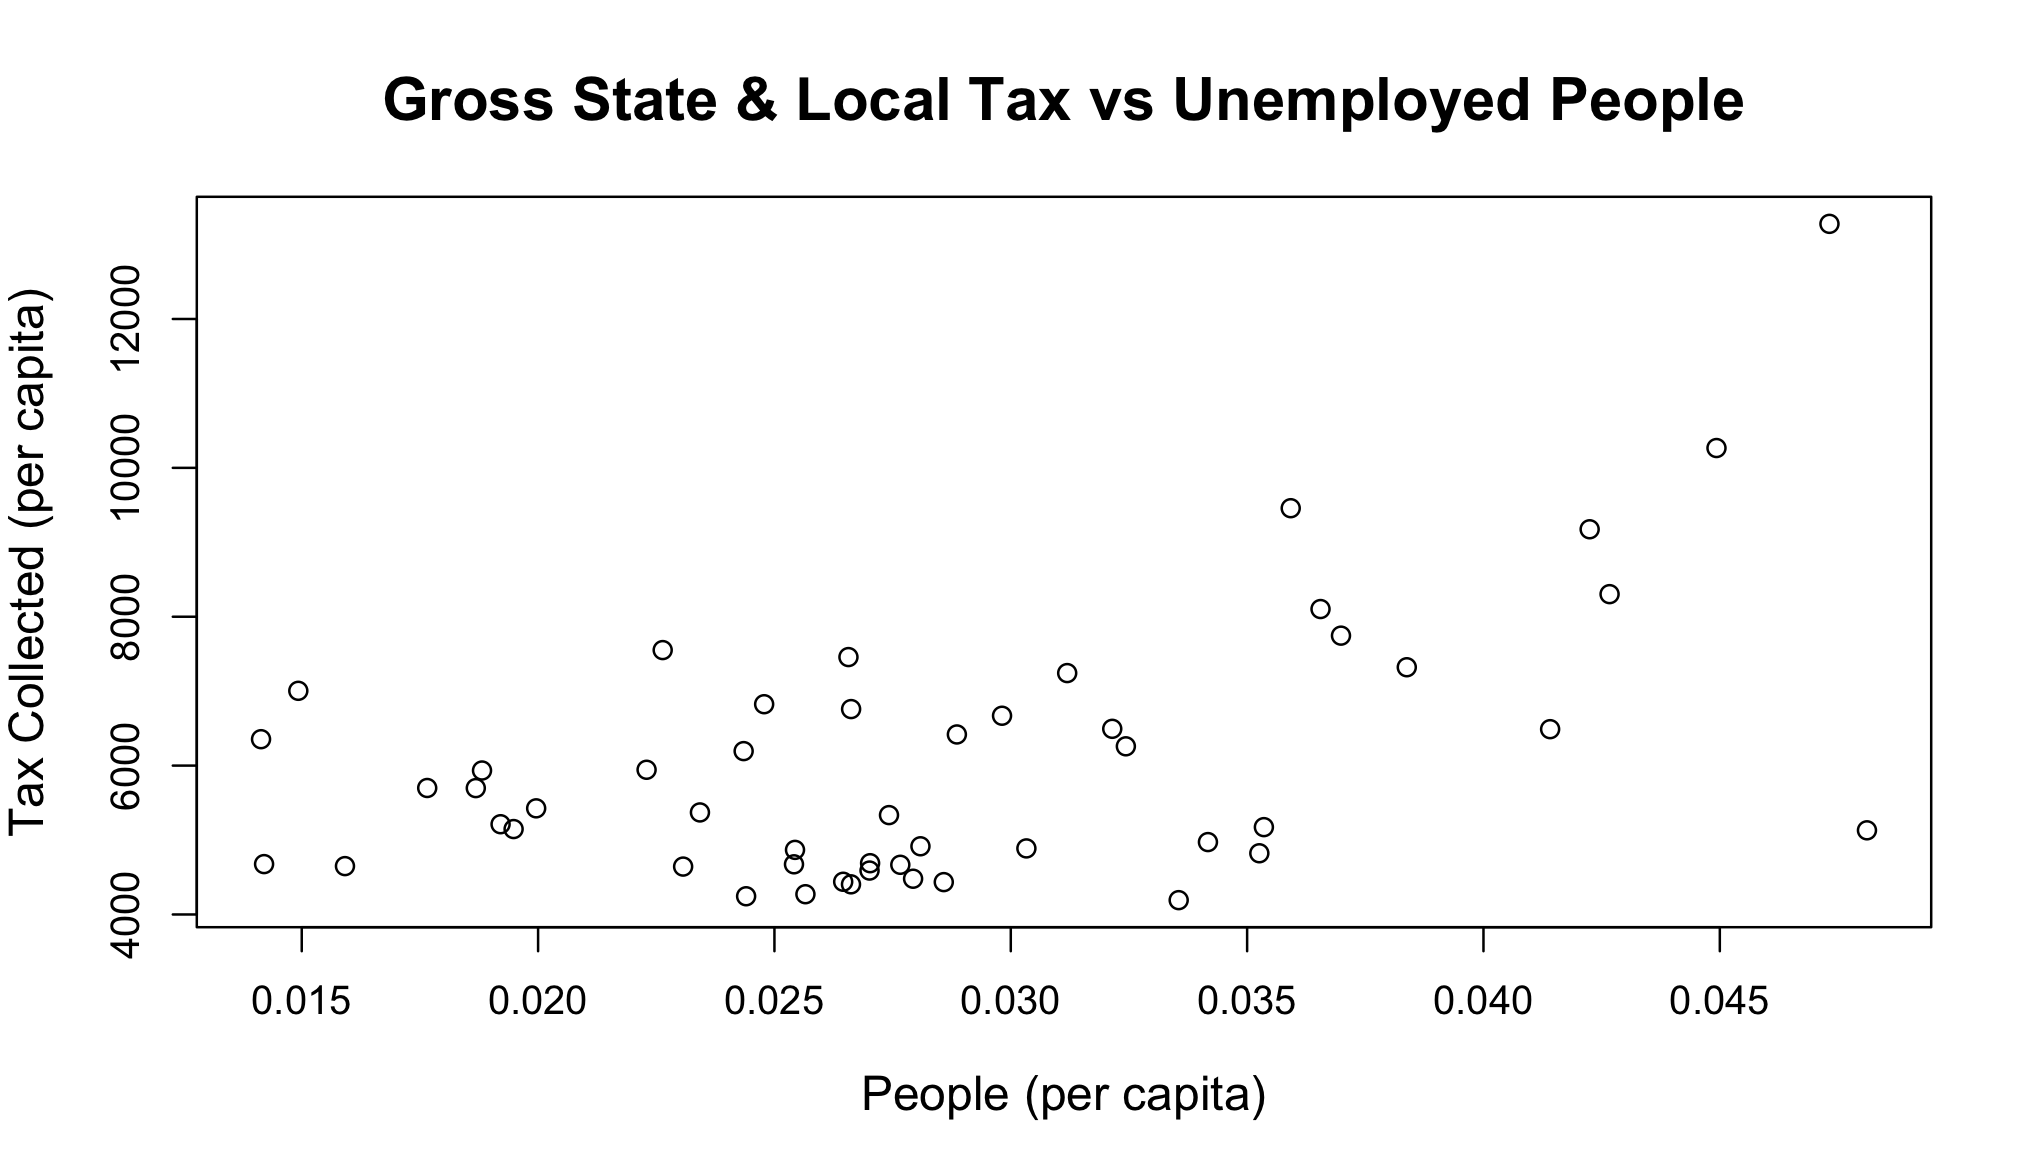 Gross State & Local Tax vs Unemployed People
Tax Collected (per capita)
12000
10000
8000
6000
4000
0.015 0.020 0.025 0.030 0.035 0.040 0.045
People (per capita)